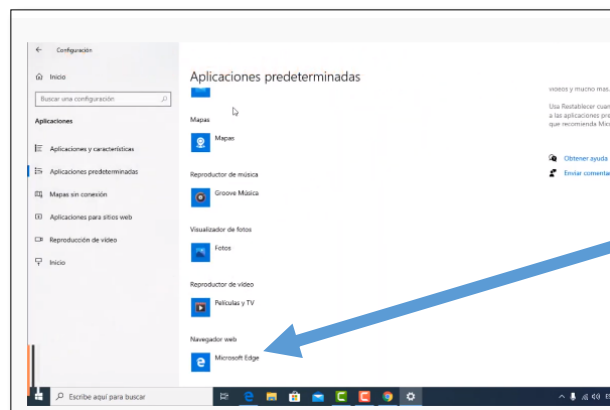 Configuración
Inicio
Buscar una configuración
Aplicaciones
Aplicaciones y características
Aplicaciones predeterminadas
Mapas sin conexión
Aplicaciones para sitios web
Reproducción de vídeo
Inicio
Aplicaciones predeterminadas
Mapas
Mapas
Reproductor de música
Groove Música
Visualizador de fotos
Fotos
Reproductor de vídeo
Películas y TV
Navegador web
Microsoft Edge
videos y mucho mas.
Usa Restablecer cuan
a las aplicaciones pre
que recomienda Mic
Obtener ayuda
Enviar comentar
Escribe aquí para buscar